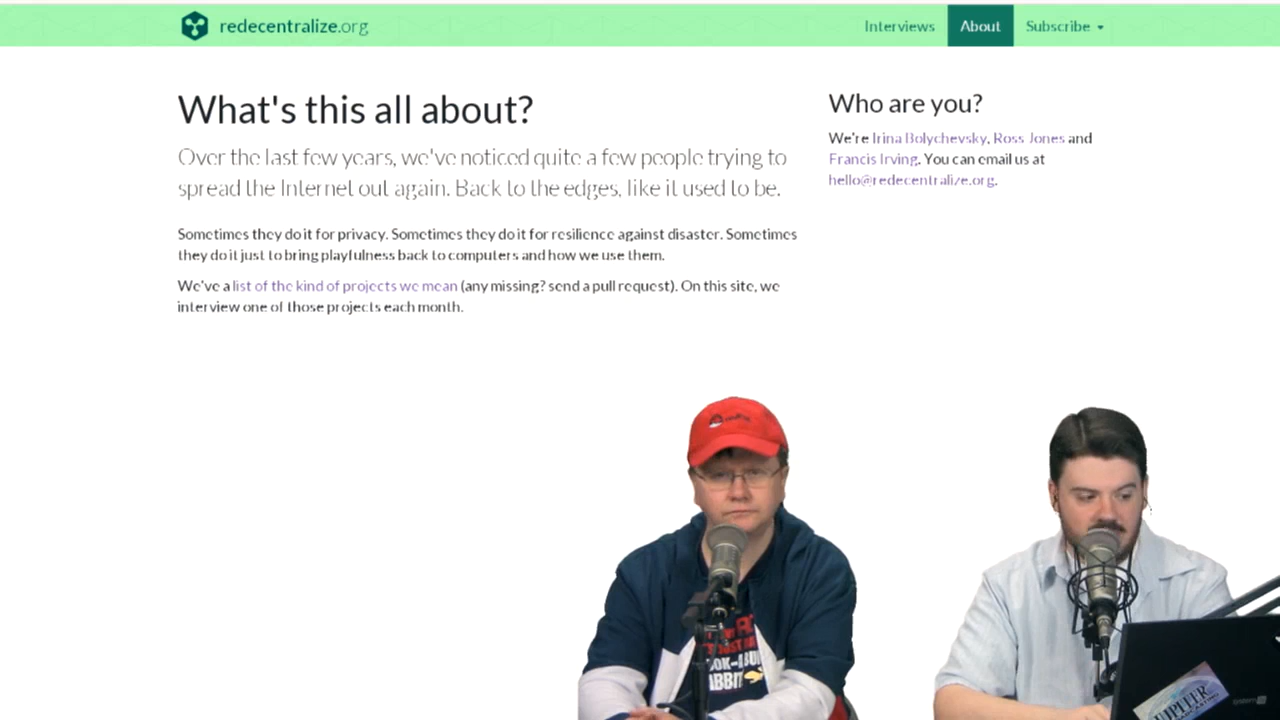 redecentralize.org
Interviews
About
Subscribe
What's this all about?
Over the last few years, we've noticed quite a few people trying to
spread the Internet out again. Back to the edges, like it used to be.
Sometimes they do it for privacy. Sometimes they do it for resilience against disaster. Sometimes
they do it just to bring playfulness back to computers and how we use them.
We've a list of the kind of projects we mean (any missing? send a pull request). On this site, we
interview one of those projects each month.
Who are you?
We're Irina Bolychevsky, Ross Jones and
Francis Irving. You can email us at
hello@redecentralize.org.